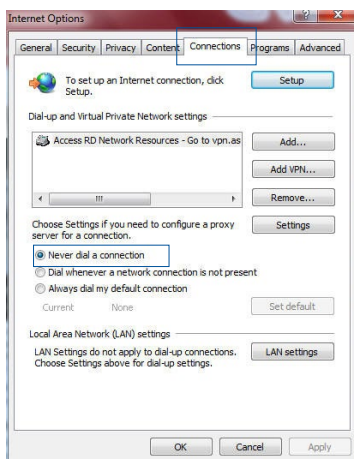 Internet Options
General Security Privacy Content Connections Programs Advanced
To set up an Internet connection, click
Setup.
Setup
Dial-up and Virtual Private Network settings
Access RD Network Resources - Go to vpn.as
Add...
Add VPN...
Remove...
Choose Settings if you need to configure a proxy
server for a connection.
Settings
Never dial a connection
Dial whenever a network connection is not present
Always dial my default connection
Current None
Set default
Local Area Network (LAN) settings
LAN Settings do not apply to dial-up connections.
Choose Settings above for dial-up settings.
LAN settings
OK Cancel Apply